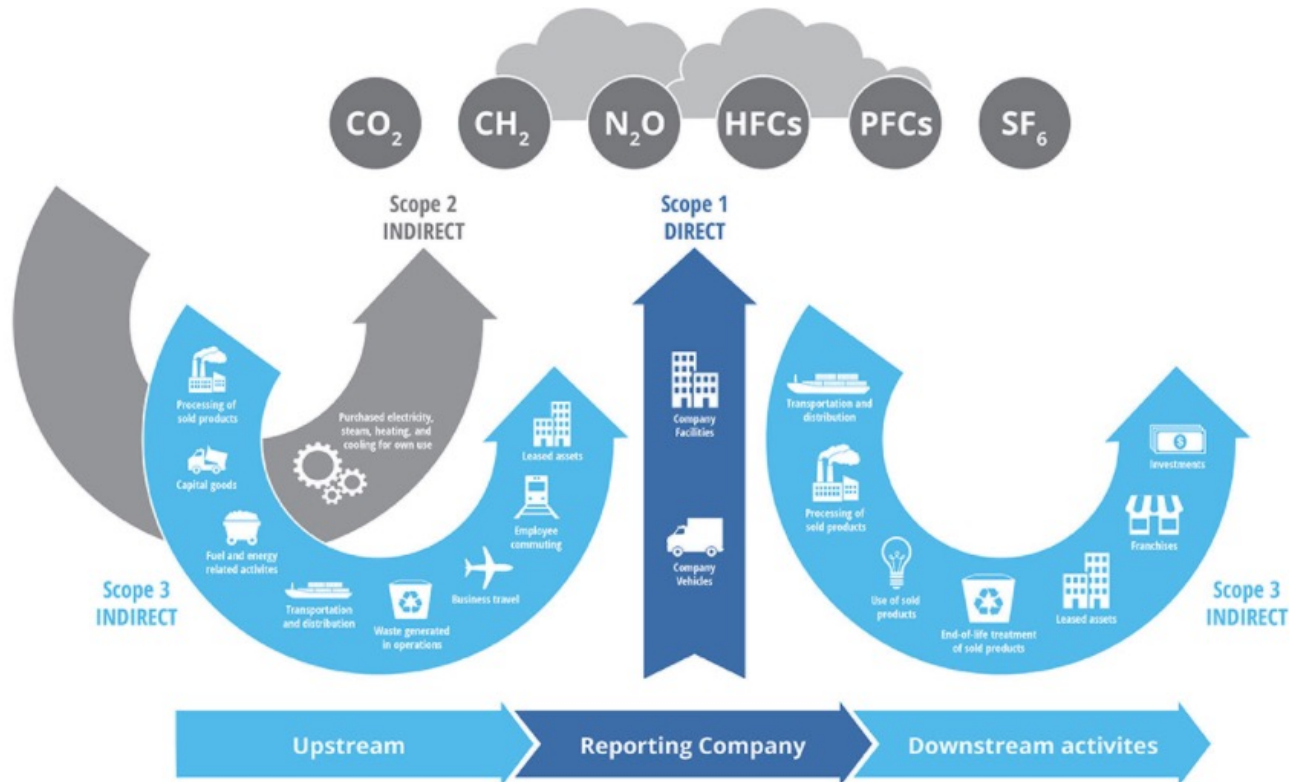 CO₂
CH₂
N₂O
HFCs
PFCs
SF₆
Scope 2
INDIRECT
Scope 1
DIRECT
Purchased electricity,
steam, heating, and
cooling for own use
Processing of
sold products
Capital goods
Fuel and energy
related activites
Transportation
and distribution
Waste generated
in operations
Business travel
Employee
commuting
Leased assets
Scope 3
INDIRECT
Company
Facilities
Company
Vehicles
Transportation and
distribution
Processing of
sold products
Use of sold
products
End-of-life treatment
of sold products
Leased assets
Franchises
$
Investments
Scope 3
INDIRECT
Upstream
Reporting Company
Downstream activites